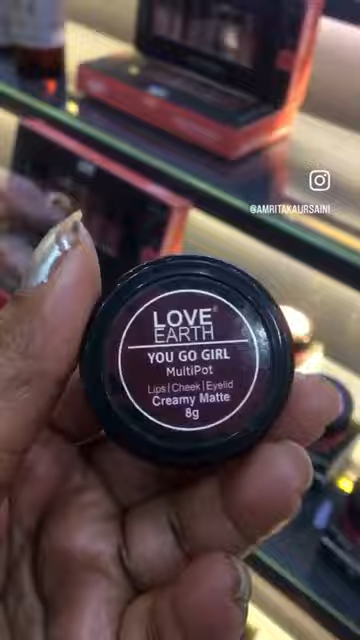 @AMRITAKAURSAINI
LOVE®
EARTH
YOU GO GIRL
MultiPot
Lips | Cheek | Eyelid
Creamy Matte
8g